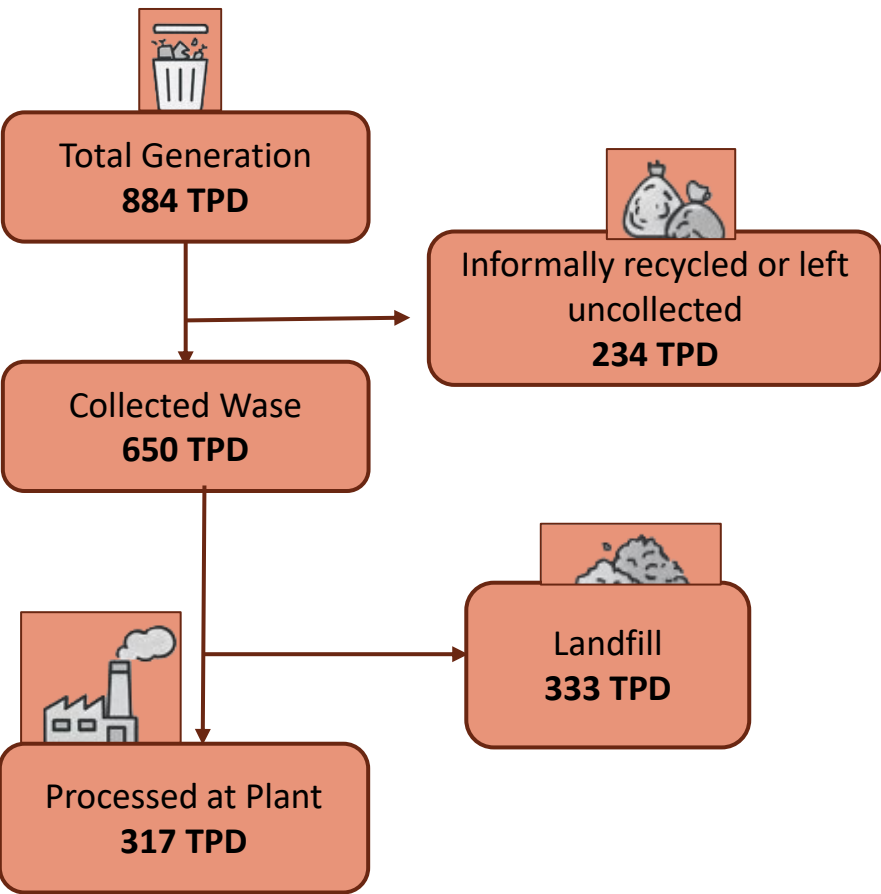 Total Generation
884 TPD
Informally recycled or left
uncollected
234 TPD
Collected Wase
650 TPD
Landfill
333 TPD
Processed at Plant
317 TPD